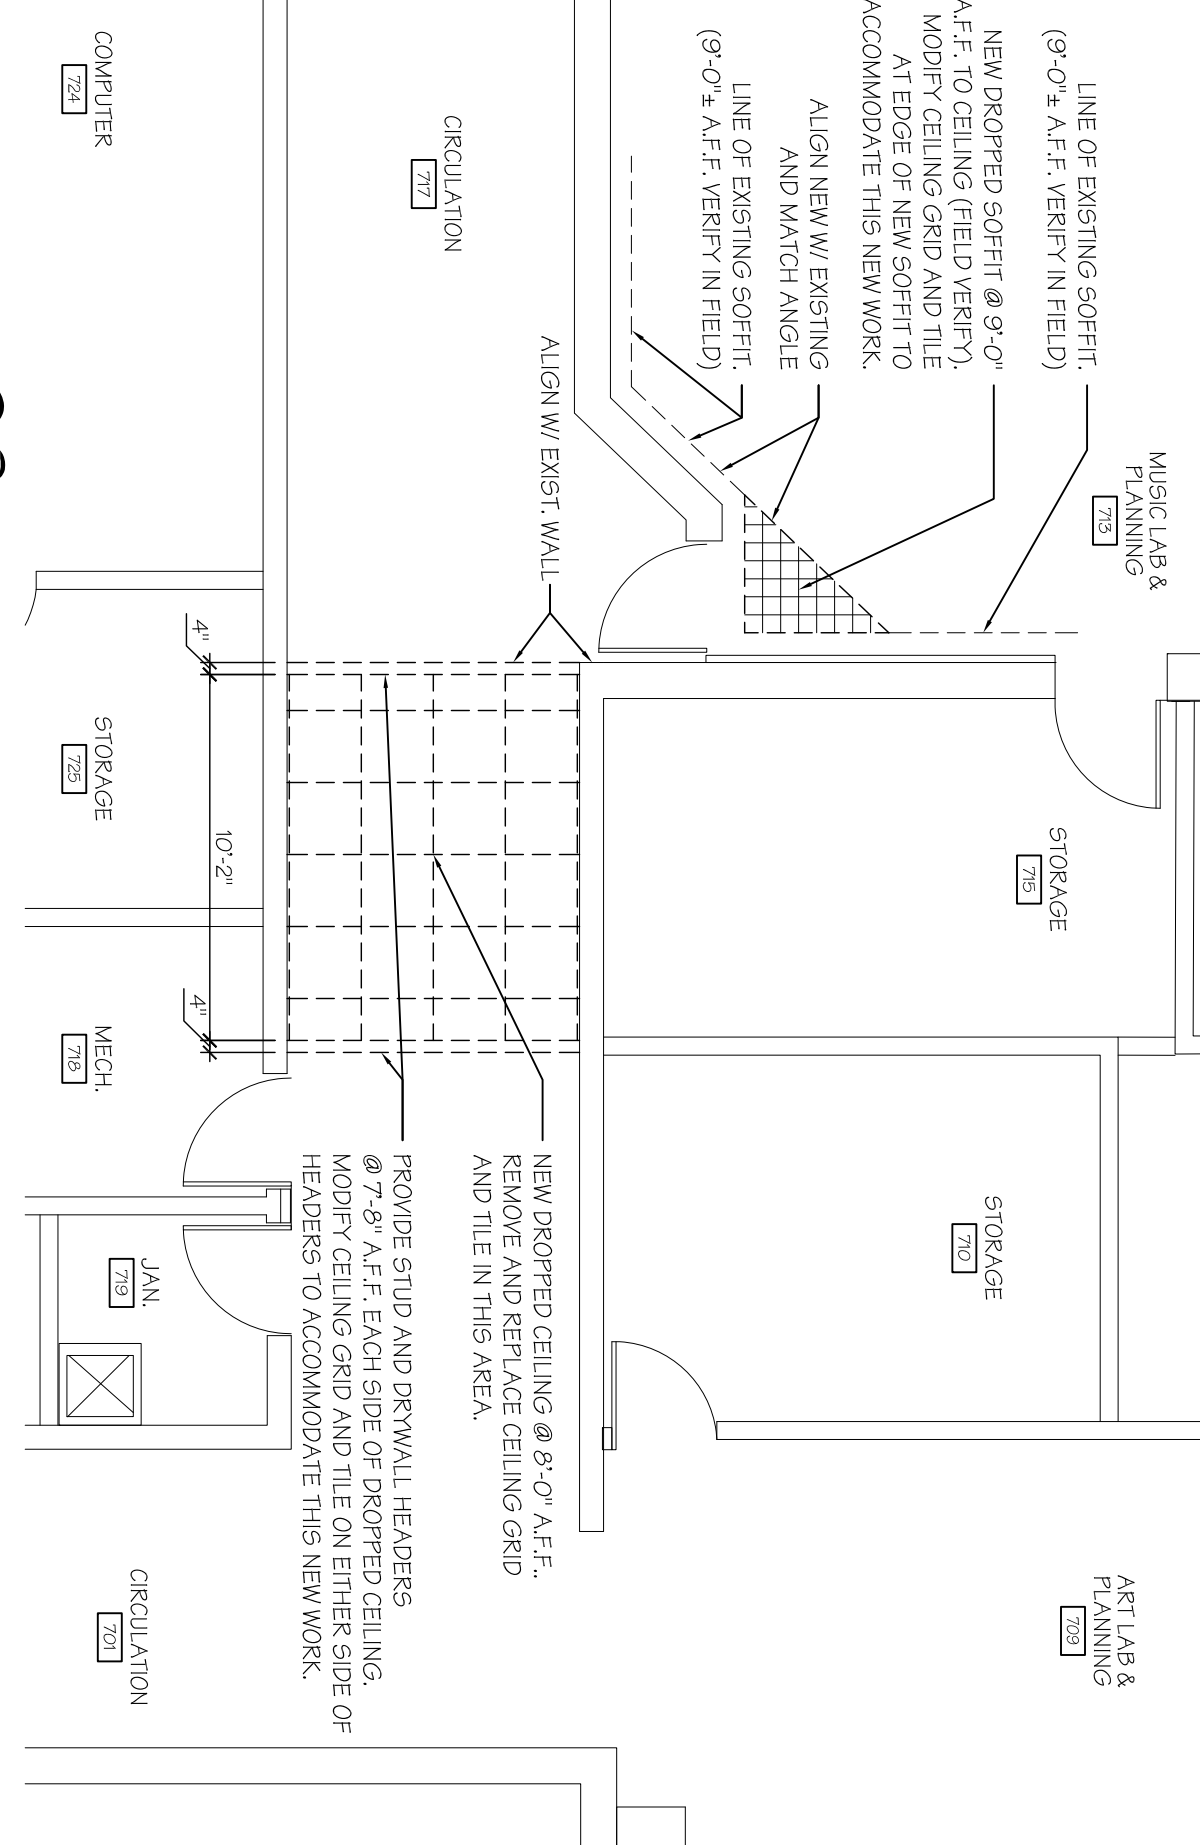 LINE OF EXISTING SOFFIT.
(9'-0"± A.F.F. VERIFY IN FIELD)
NEW DROPPED SOFFIT @ 9'-0"
A.F.F. TO CEILING (FIELD VERIFY).
MODIFY CEILING GRID AND TILE
AT EDGE OF NEW SOFFIT TO
ACCOMMODATE THIS NEW WORK.
ALIGN NEW W/ EXISTING
AND MATCH ANGLE
LINE OF EXISTING SOFFIT.
(9'-0"± A.F.F. VERIFY IN FIELD)
MUSIC LAB &
PLANNING
713
STORAGE
715
STORAGE
710
ART LAB &
PLANNING
709
CIRCULATION
717
ALIGN W/ EXIST. WALL
NEW DROPPED CEILING @ 8'-0" A.F.F..
REMOVE AND REPLACE CEILING GRID
AND TILE IN THIS AREA.
PROVIDE STUD AND DRYWALL HEADERS
@ 7'-8" A.F.F. EACH SIDE OF DROPPED CEILING.
MODIFY CEILING GRID AND TILE ON EITHER SIDE OF
HEADERS TO ACCOMMODATE THIS NEW WORK.
4"
10'-2"
4"
COMPUTER
724
STORAGE
725
MECH.
718
JAN.
719
CIRCULATION
701